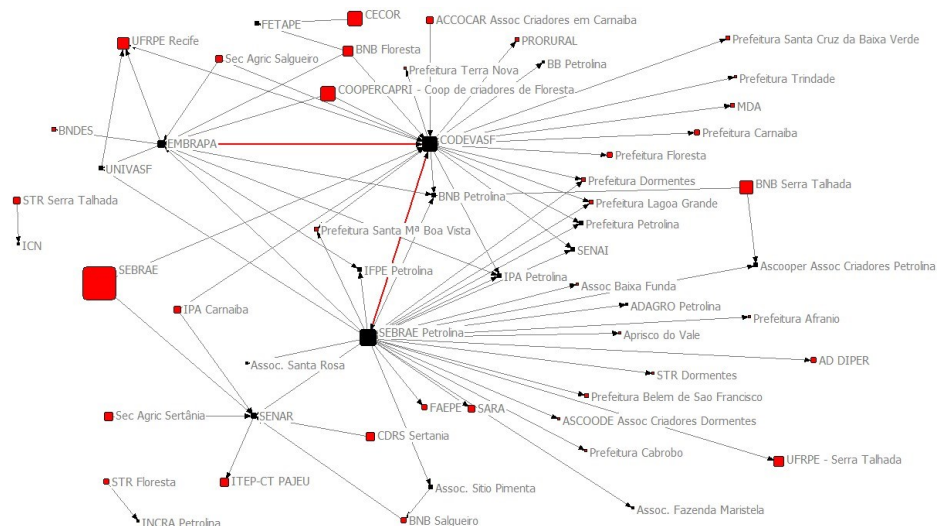 CECOR
FETAPE
ACCOCAR Assoc Criadores em Carnaiba
UFRPE Recife
BNB Floresta
PRORURAL
Prefeitura Santa Cruz da Baixa Verde
Sec Agric Salgueiro
BB Petrolina
Prefeitura Terra Nova
Prefeitura Trindade
COOPERCAPRI - Coop de criadores de Floresta
MDA
BNDES
EMBRAPA
CODEVASF
Prefeitura Carnaiba
Prefeitura Floresta
UNIVASF
Prefeitura Dormentes
BNB Serra Talhada
BNB Petrolina
STR Serra Talhada
Prefeitura Lagoa Grande
Prefeitura Santa Mª Boa Vista
Prefeitura Petrolina
ICN
SENAI
SEBRAE
IFPE Petrolina
IPA Petrolina
Ascooper Assoc Criadores Petrolina
Assoc Baixa Funda
IPA Carnaiba
ADAGRO Petrolina
Prefeitura Afranio
SEBRAE Petrolina
Aprisco do Vale
Assoc. Santa Rosa
AD DIPER
STR Dormentes
Prefeitura Belem de Sao Francisco
Sec Agric Sertânia
SENAR
FAEPE
SARA
ASCOODE Assoc Criadores Dormentes
CDRS Sertania
Prefeitura Cabrobo
UFRPE - Serra Talhada
STR Floresta
ITEP-CT PAJEU
Assoc. Sitio Pimenta
Assoc. Fazenda Maristela
INCRA Petrolina
BNB Salgueiro